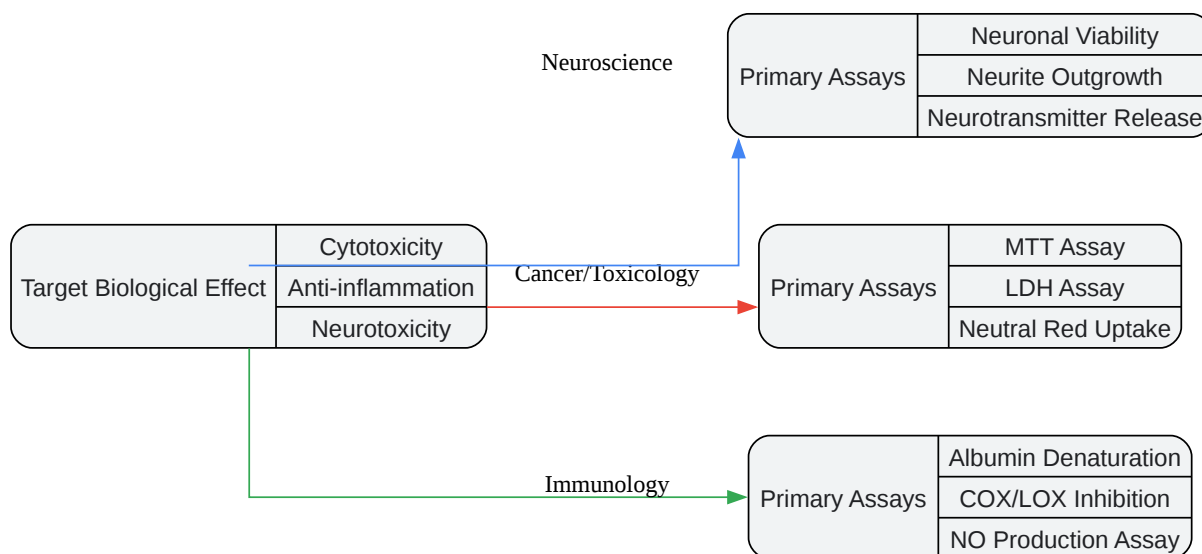 Neuroscience
Primary Assays
Neuronal Viability
Neurite Outgrowth
Neurotransmitter Release
Target Biological Effect
Cytotoxicity
Anti-inflammation
Neurotoxicity
Cancer/Toxicology
Primary Assays
MTT Assay
LDH Assay
Neutral Red Uptake
Immunology
Primary Assays
Albumin Denaturation
COX/LOX Inhibition
NO Production Assay